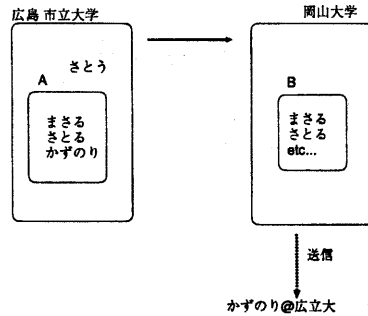 広島市立大学
さとう
A
まさる
さとる
かずのり
岡山大学
B
まさる
さとる
etc...
送信
かずのり@広立大